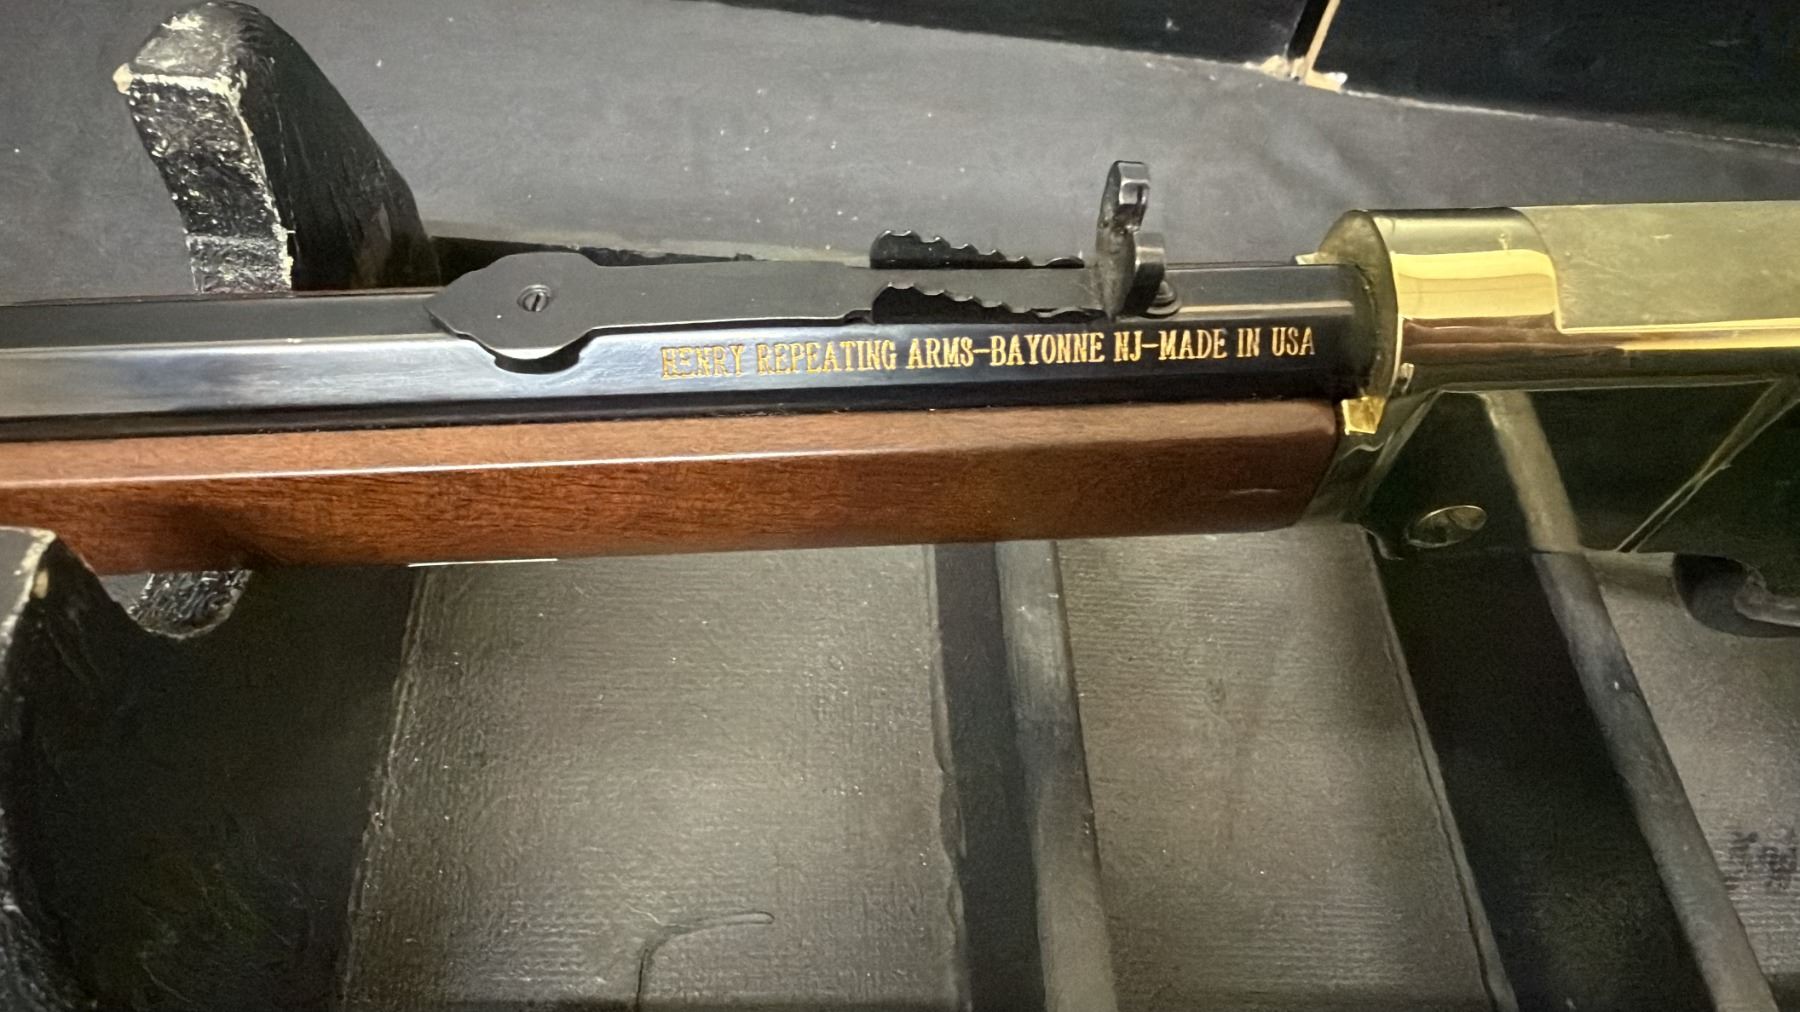 HENRY REPEATING ARMS-BAYONNE NJ-MADE IN USA